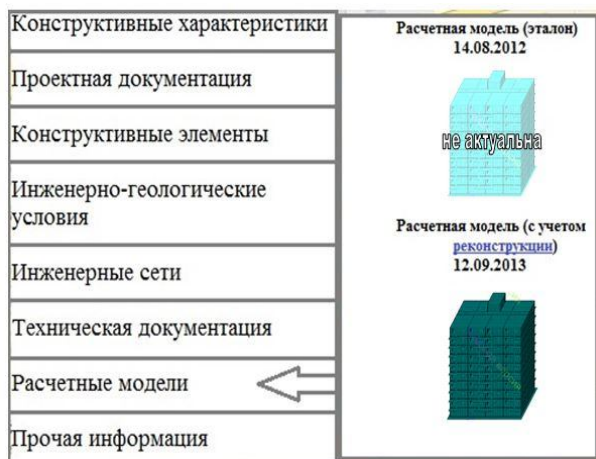 Конструктивные характеристики
Проектная документация
Конструктивные элементы
Инженерно-геологические
условия
Инженерные сети
Техническая документация
Расчетные модели
Прочая информация
Расчетная модель (эталон)
14.08.2012
не актуальна
Расчетная модель (с учетом
реконструкции)
12.09.2013